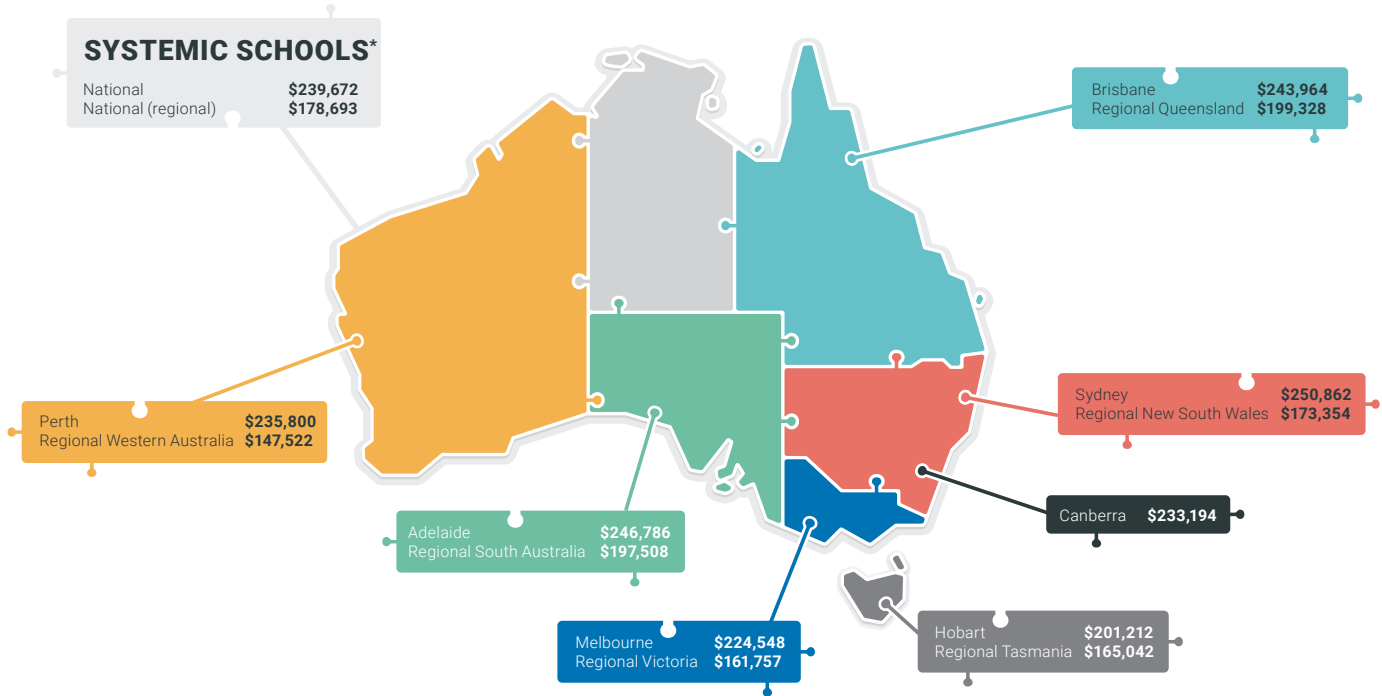 SYSTEMIC SCHOOLS*
National $239,672
National (regional) $178,693
Brisbane $243,964
Regional Queensland $199,328
Perth $235,800
Regional Western Australia $147,522
Sydney $250,862
Regional New South Wales $173,354
Canberra $233,194
Adelaide $246,786
Regional South Australia $197,508
Melbourne $224,548
Regional Victoria $161,757
Hobart $201,212
Regional Tasmania $165,042